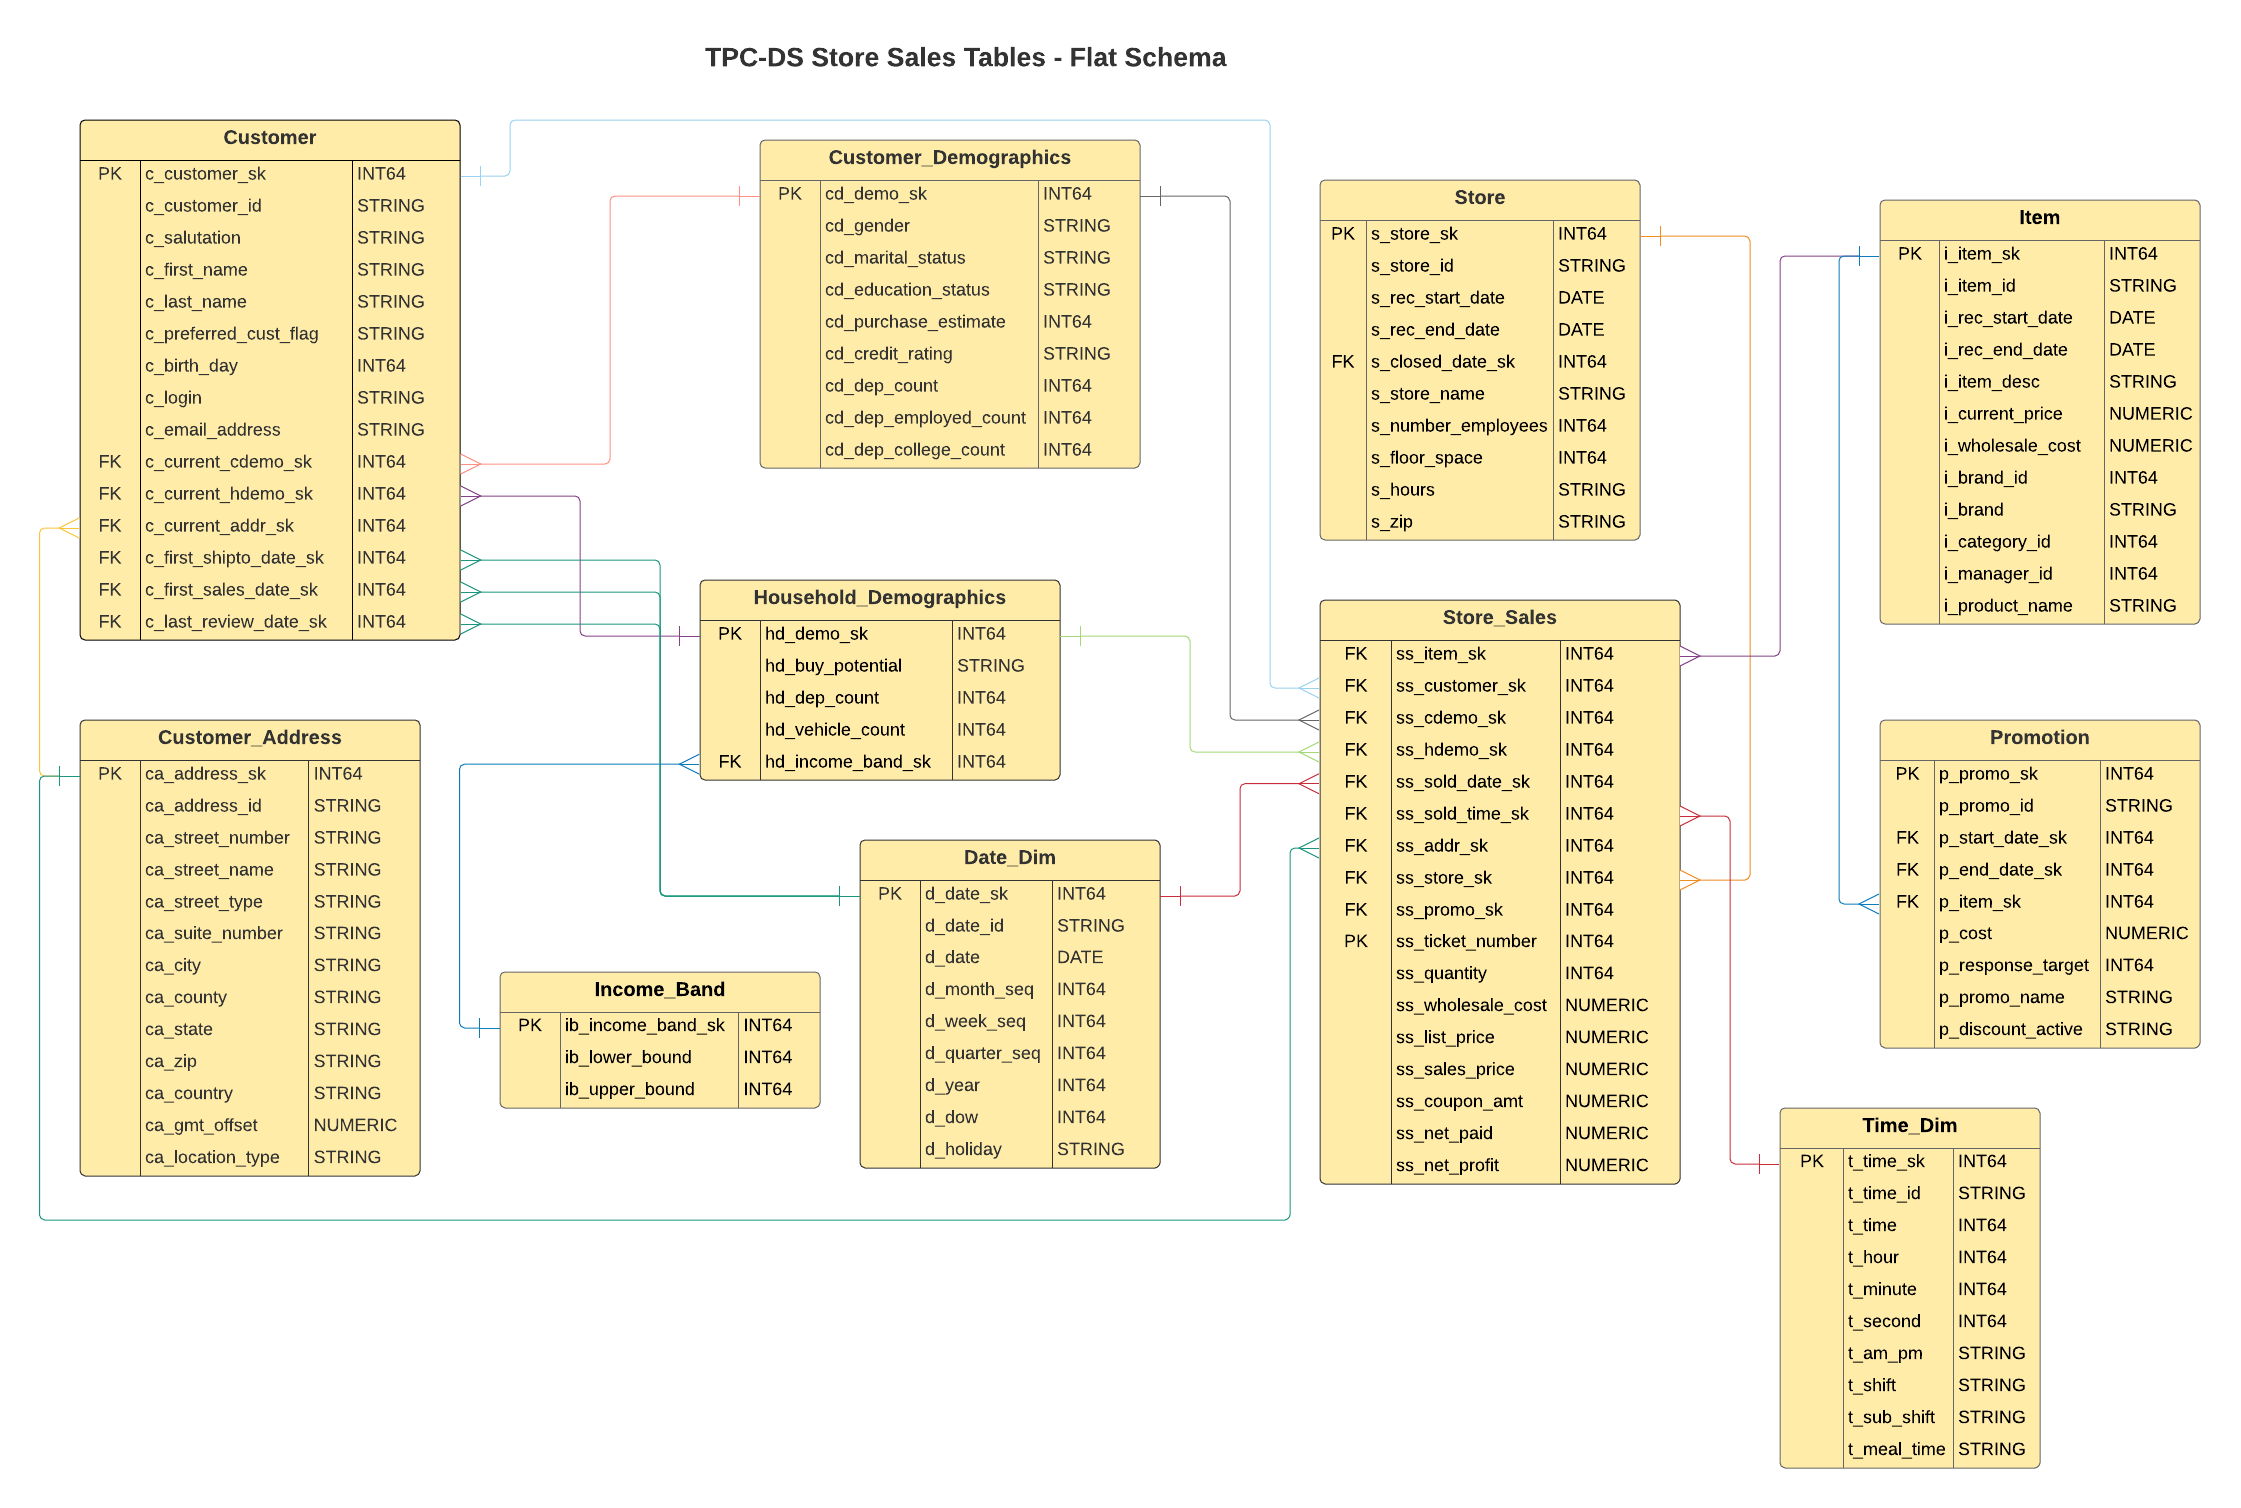 TPC-DS Store Sales Tables - Flat Schema
Customer
PK c_customer_sk INT64
c_customer_id STRING
c_salutation STRING
c_first_name STRING
c_last_name STRING
c_preferred_cust_flag STRING
c_birth_day INT64
c_login STRING
c_email_address STRING
FK c_current_cdemo_sk INT64
FK c_current_hdemo_sk INT64
FK c_current_addr_sk INT64
FK c_first_shipto_date_sk INT64
FK c_first_sales_date_sk INT64
FK c_last_review_date_sk INT64
Customer_Demographics
PK cd_demo_sk INT64
cd_gender STRING
cd_marital_status STRING
cd_education_status STRING
cd_purchase_estimate INT64
cd_credit_rating STRING
cd_dep_count INT64
cd_dep_employed_count INT64
cd_dep_college_count INT64
Store
PK s_store_sk INT64
s_store_id STRING
s_rec_start_date DATE
s_rec_end_date DATE
FK s_closed_date_sk INT64
s_store_name STRING
s_number_employees INT64
s_floor_space INT64
s_hours STRING
s_zip STRING
Item
PK i_item_sk INT64
i_item_id STRING
i_rec_start_date DATE
i_rec_end_date DATE
i_item_desc STRING
i_current_price NUMERIC
i_wholesale_cost NUMERIC
i_brand_id INT64
i_brand STRING
i_category_id INT64
i_manager_id INT64
i_product_name STRING
Household_Demographics
PK hd_demo_sk INT64
hd_buy_potential STRING
hd_dep_count INT64
hd_vehicle_count INT64
FK hd_income_band_sk INT64
Store_Sales
FK ss_item_sk INT64
FK ss_customer_sk INT64
FK ss_cdemo_sk INT64
FK ss_hdemo_sk INT64
FK ss_sold_date_sk INT64
FK ss_sold_time_sk INT64
FK ss_addr_sk INT64
FK ss_store_sk INT64
FK ss_promo_sk INT64
PK ss_ticket_number INT64
ss_quantity INT64
ss_wholesale_cost NUMERIC
ss_list_price NUMERIC
ss_sales_price NUMERIC
ss_coupon_amt NUMERIC
ss_net_paid NUMERIC
ss_net_profit NUMERIC
Customer_Address
PK ca_address_sk INT64
ca_address_id STRING
ca_street_number STRING
ca_street_name STRING
ca_street_type STRING
ca_suite_number STRING
ca_city STRING
ca_county STRING
ca_state STRING
ca_zip STRING
ca_country STRING
ca_gmt_offset NUMERIC
ca_location_type STRING
Promotion
PK p_promo_sk INT64
p_promo_id STRING
FK p_start_date_sk INT64
FK p_end_date_sk INT64
FK p_item_sk INT64
p_cost NUMERIC
p_response_target INT64
p_promo_name STRING
p_discount_active STRING
Date_Dim
PK d_date_sk INT64
d_date_id STRING
d_date DATE
d_month_seq INT64
d_week_seq INT64
d_quarter_seq INT64
d_year INT64
d_dow INT64
d_holiday STRING
Income_Band
PK ib_income_band_sk INT64
ib_lower_bound INT64
ib_upper_bound INT64
Time_Dim
PK t_time_sk INT64
t_time_id STRING
t_time INT64
t_hour INT64
t_minute INT64
t_second INT64
t_am_pm STRING
t_shift STRING
t_sub_shift STRING
t_meal_time STRING